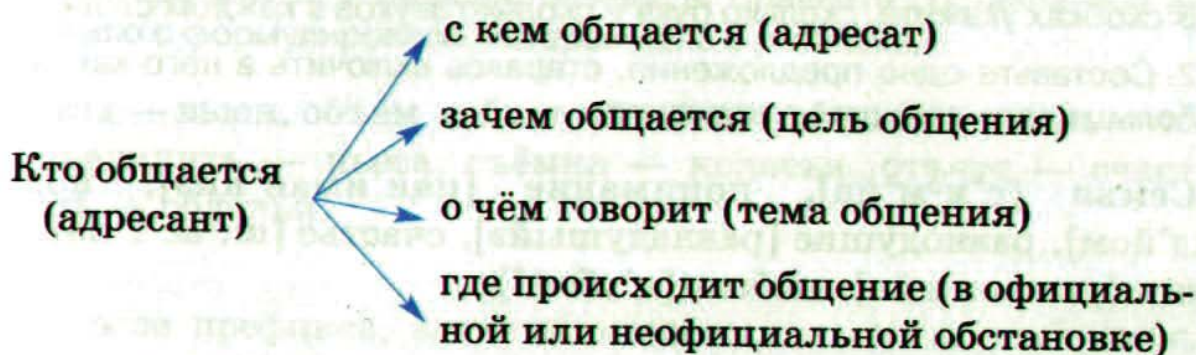 с кем общается (адресат)
зачем общается (цель общения)
Кто общается
(адресант)
о чём говорит (тема общения)
где происходит общение (в официаль-
ной или неофициальной обстановке)